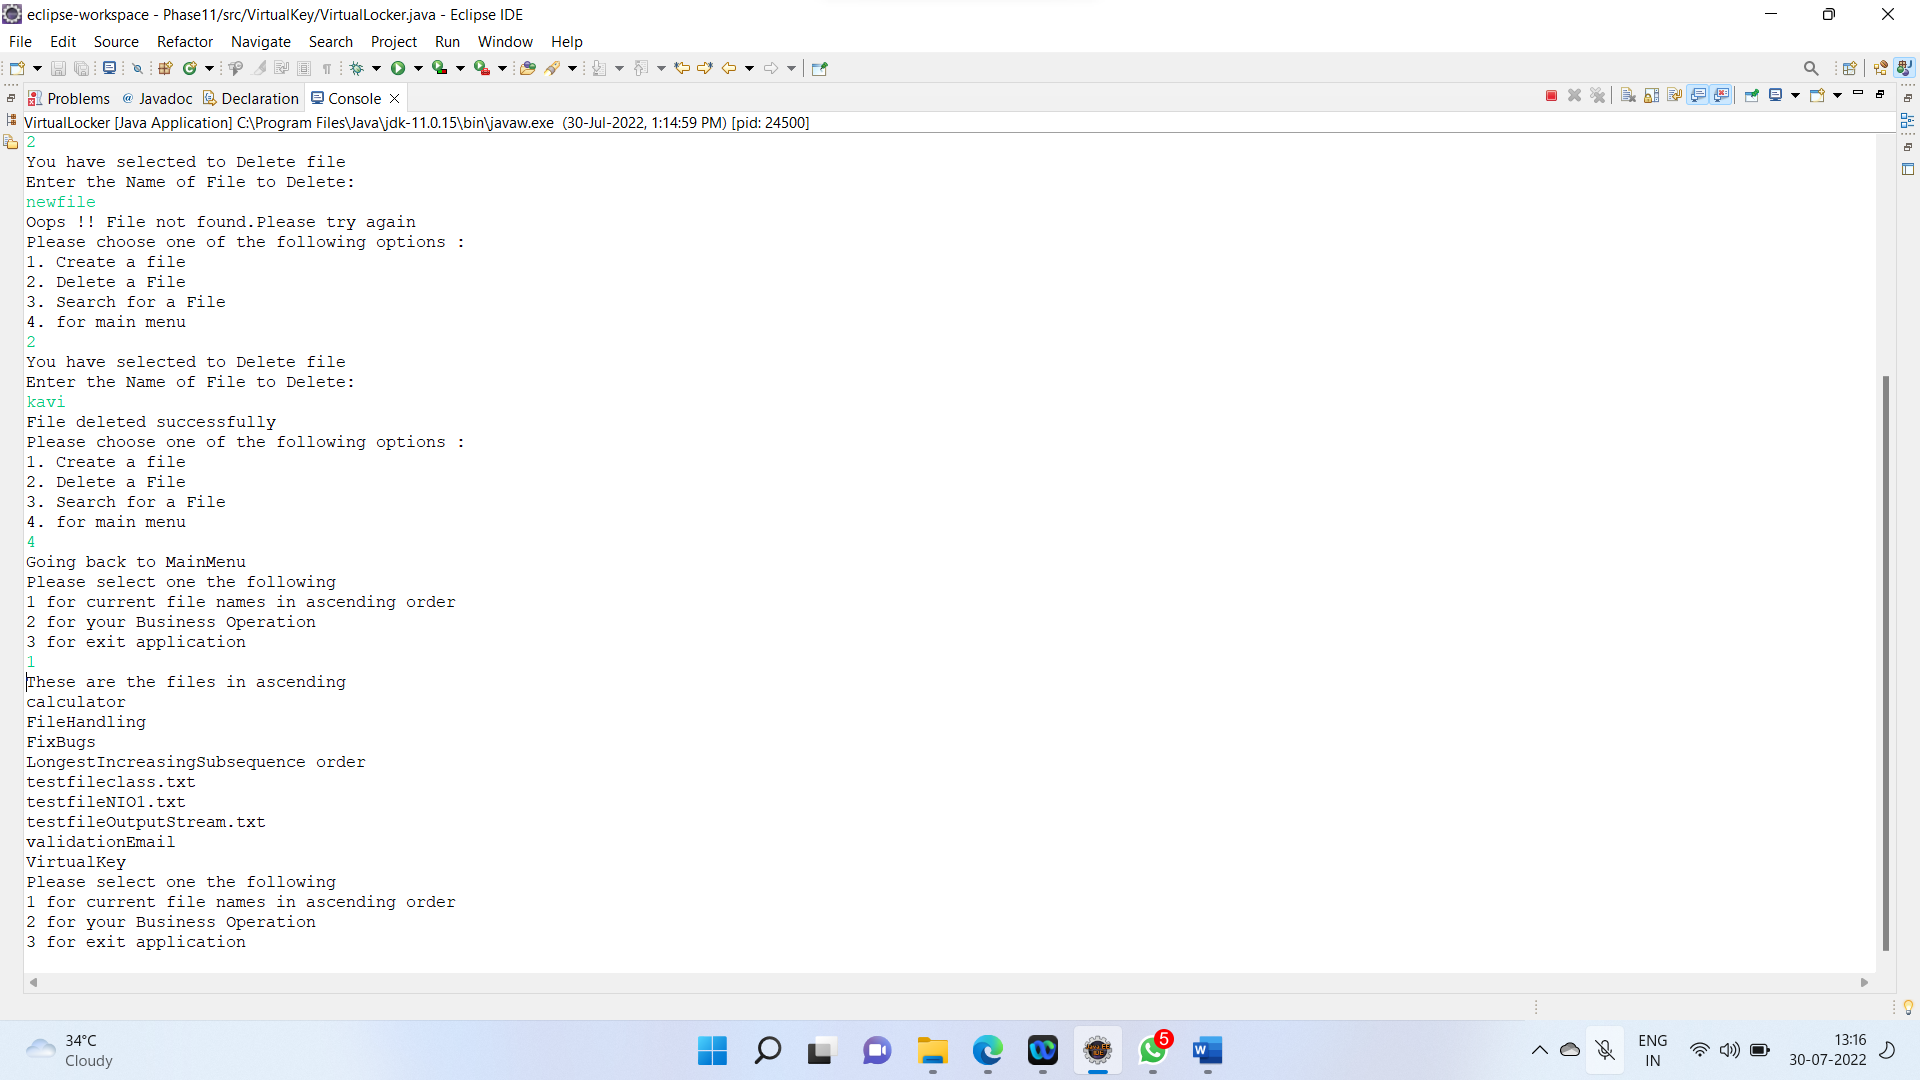 eclipse-workspace - Phase11/src/VirtualKey/VirtualLocker.java - Eclipse IDE
File Edit Source Refactor Navigate Search Project Run Window Help
Problems @ Javadoc Declaration Console
VirtualLocker [Java Application] C:\Program Files\Java\jdk-11.0.15\bin\javaw.exe (30-Jul-2022, 1:14:59 PM) [pid: 24500]
2
You have selected to Delete file
Enter the Name of File to Delete:
newfile
Oops !! File not found.Please try again
Please choose one of the following options :
1. Create a file
2. Delete a File
3. Search for a File
4. for main menu
2
You have selected to Delete file
Enter the Name of File to Delete:
kavi
File deleted successfully
Please choose one of the following options :
1. Create a file
2. Delete a File
3. Search for a File
4. for main menu
4
Going back to MainMenu
Please select one the following
1 for current file names in ascending order
2 for your Business Operation
3 for exit application
1
These are the files in ascending
calculator
FileHandling
FixBugs
LongestIncreasingSubsequence order
testfileclass.txt
testfileNIO1.txt
testfileOutputStream.txt
validationEmail
VirtualKey
Please select one the following
1 for current file names in ascending order
2 for your Business Operation
3 for exit application
34°C
Cloudy
5
ENG
IN
13:16
30-07-2022